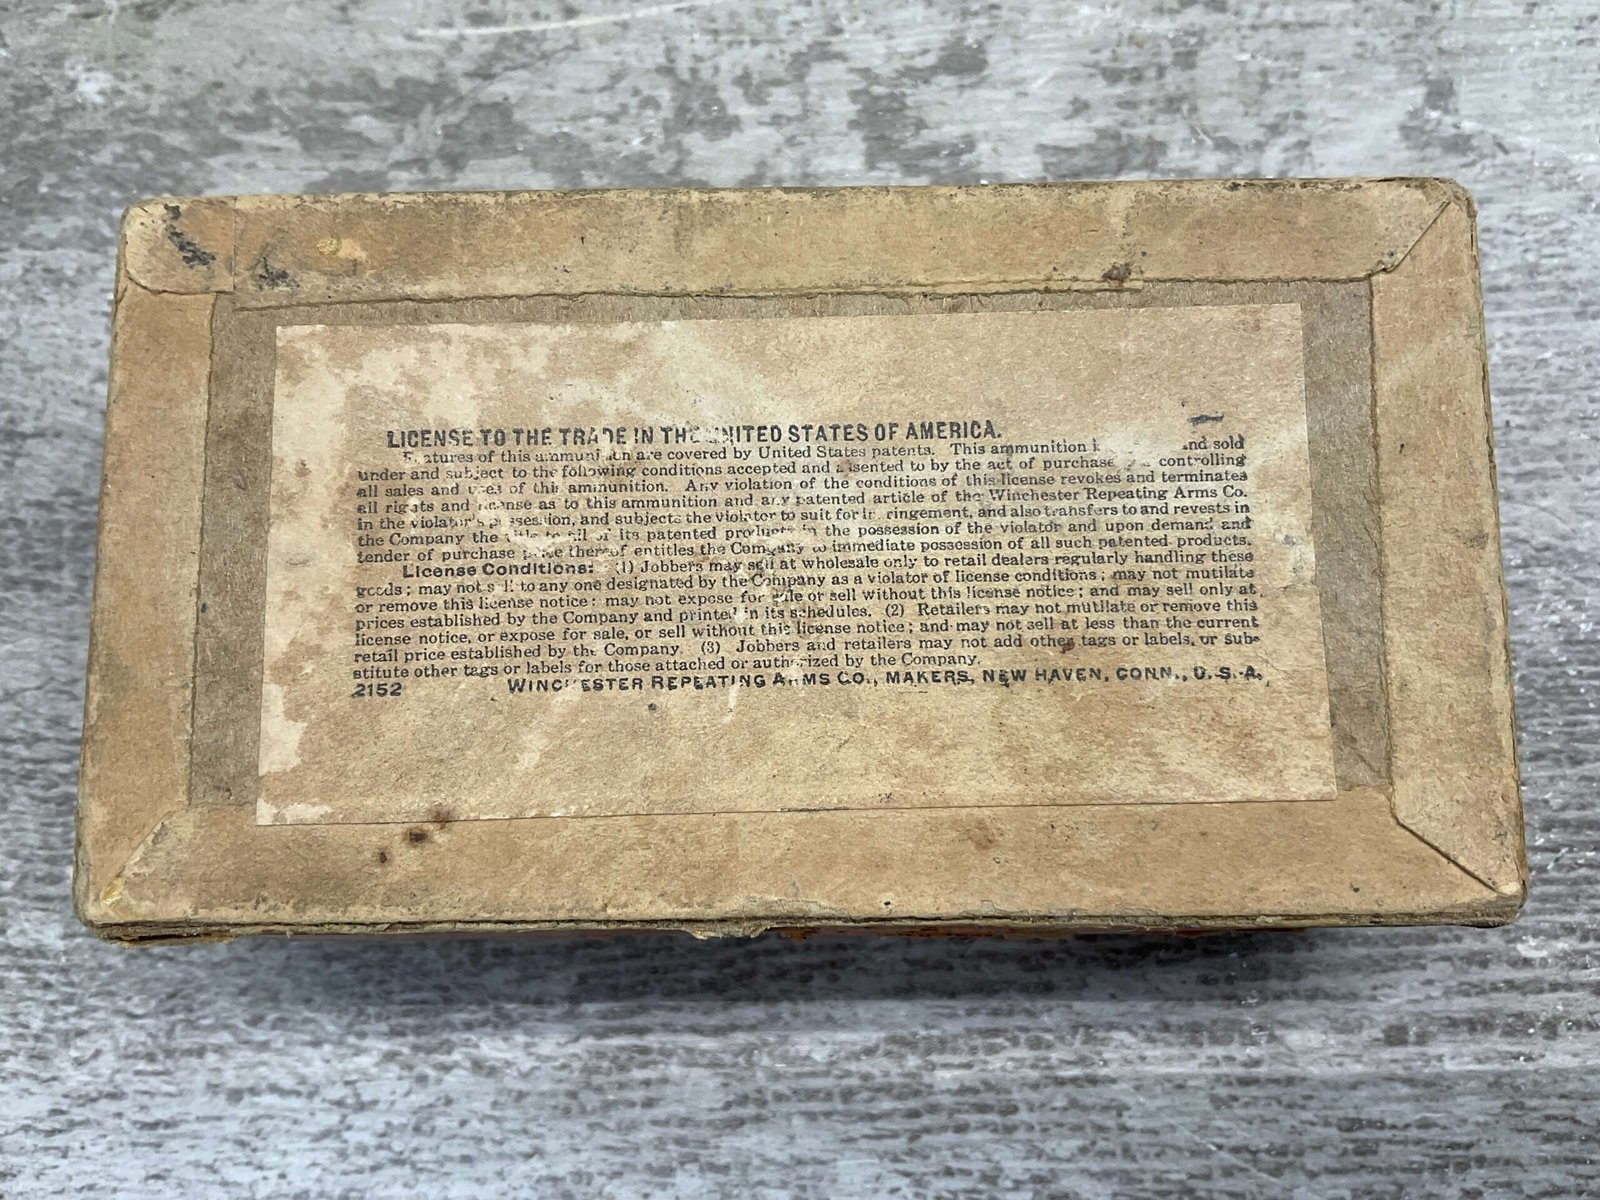 LICENSE TO THE TRADE IN THE UNITED STATES OF AMERICA.
Features of this ammunition are covered by United States patents. This ammunition and sold
under and subject to the following conditions accepted and assented to by the act of purchase controlling
all sales and uses of this ammunition. Any violation of the conditions of this license revokes and terminates
all rights and license as to this ammunition and any patented article of the Winchester Repeating Arms Co.
in the violator's possession, and subjects the violator to suit for infringement, and also transfers to and revests in
the Company the title to all of its patented products in the possession of the violator and upon demand and
tender of purchase price thereof entitles the Company to immediate possession of all such patented products.
License Conditions: (1) Jobbers may sell at wholesale only to retail dealers regularly handling these
goods; may not sell to any one designated by the Company as a violator of license conditions; may not mutilate
or remove this license notice; may not expose for sale or sell without this license notice; and may sell only at
prices established by the Company and printed in its schedules. (2) Retailers may not mutilate or remove this
license notice, or expose for sale, or sell without this license notice; and may not sell at less than the current
retail price established by the Company. (3) Jobbers and retailers may not add other tags or labels, or sub-
stitute other tags or labels for those attached or authorized by the Company.
2152 WINCHESTER REPEATING ARMS CO., MAKERS, NEW HAVEN, CONN., U.S.A.